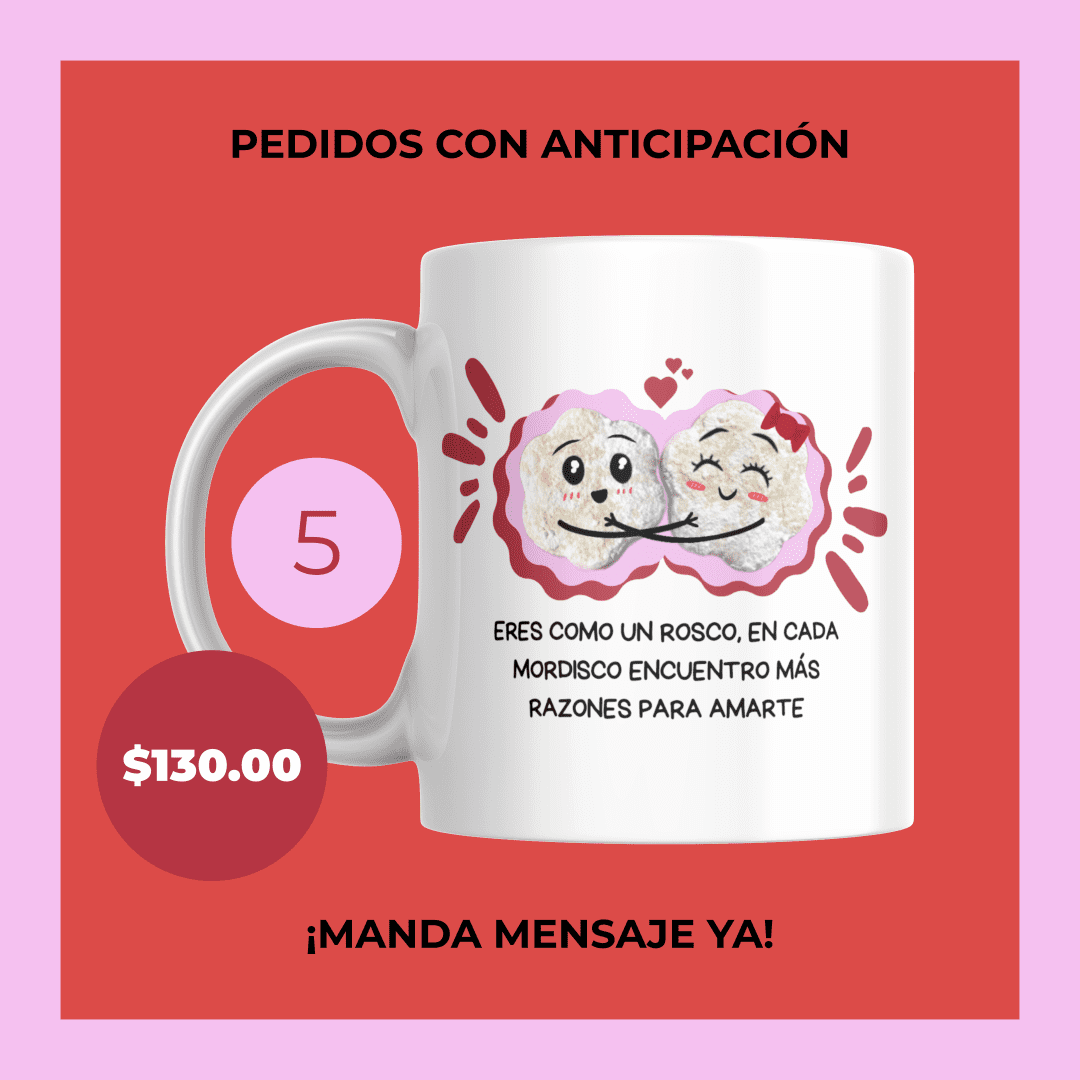 PEDIDOS CON ANTICIPACIÓN
5
ERES COMO UN ROSCO, EN CADA
MORDISCO ENCUENTRO MÁS
RAZONES PARA AMARTE
$130.00
¡MANDA MENSAJE YA!